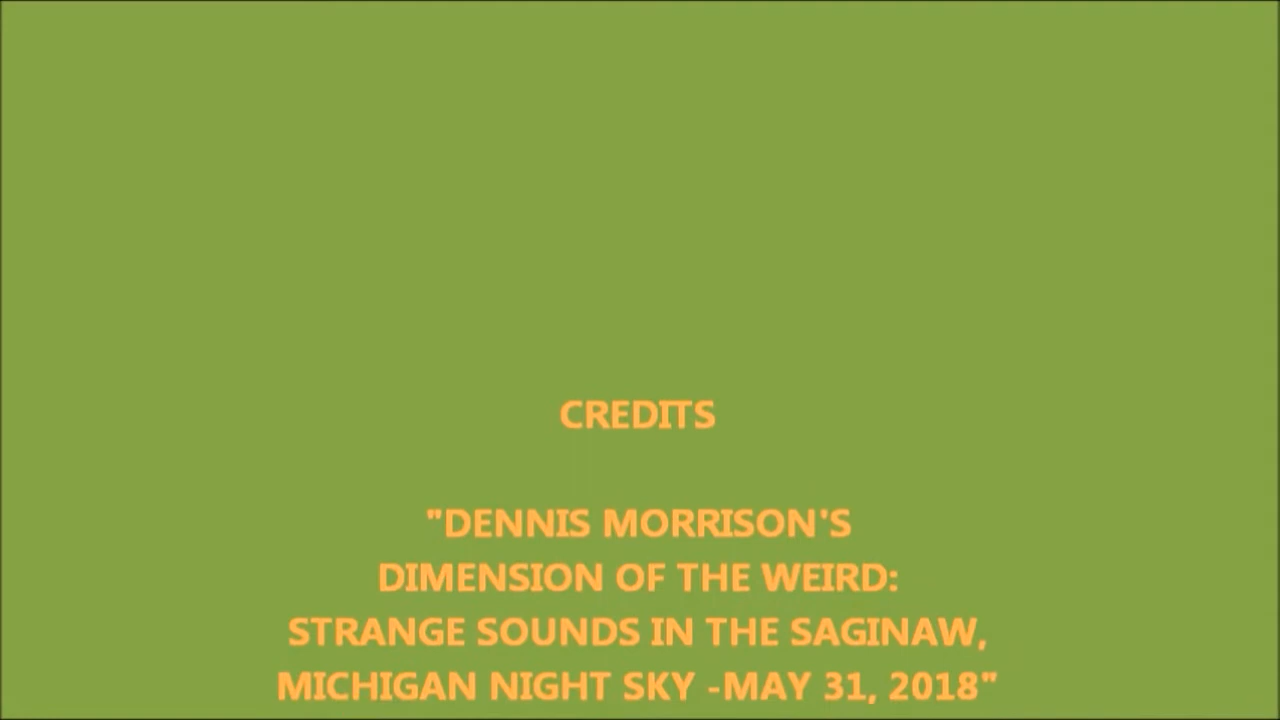 CREDITS
"DENNIS MORRISON'S
DIMENSION OF THE WEIRD:
STRANGE SOUNDS IN THE SAGINAW,
MICHIGAN NIGHT SKY -MAY 31, 2018"